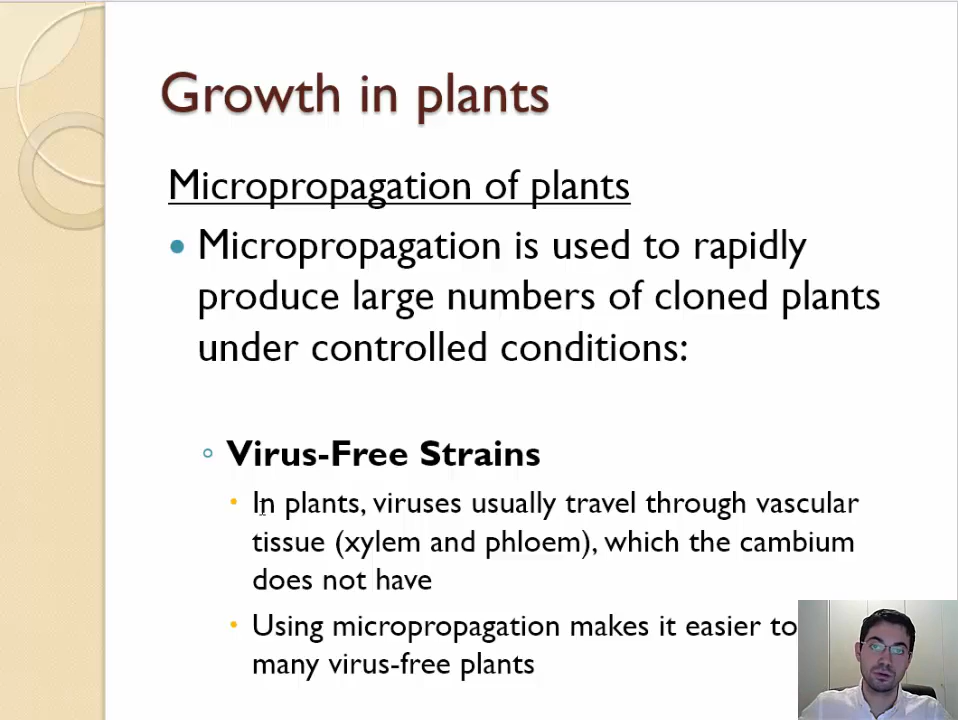 Growth in plants
Micropropagation of plants
Micropropagation is used to rapidly
produce large numbers of cloned plants
under controlled conditions:
Virus-Free Strains
In plants, viruses usually travel through vascular
tissue (xylem and phloem), which the cambium
does not have
Using micropropagation makes it easier to
many virus-free plants